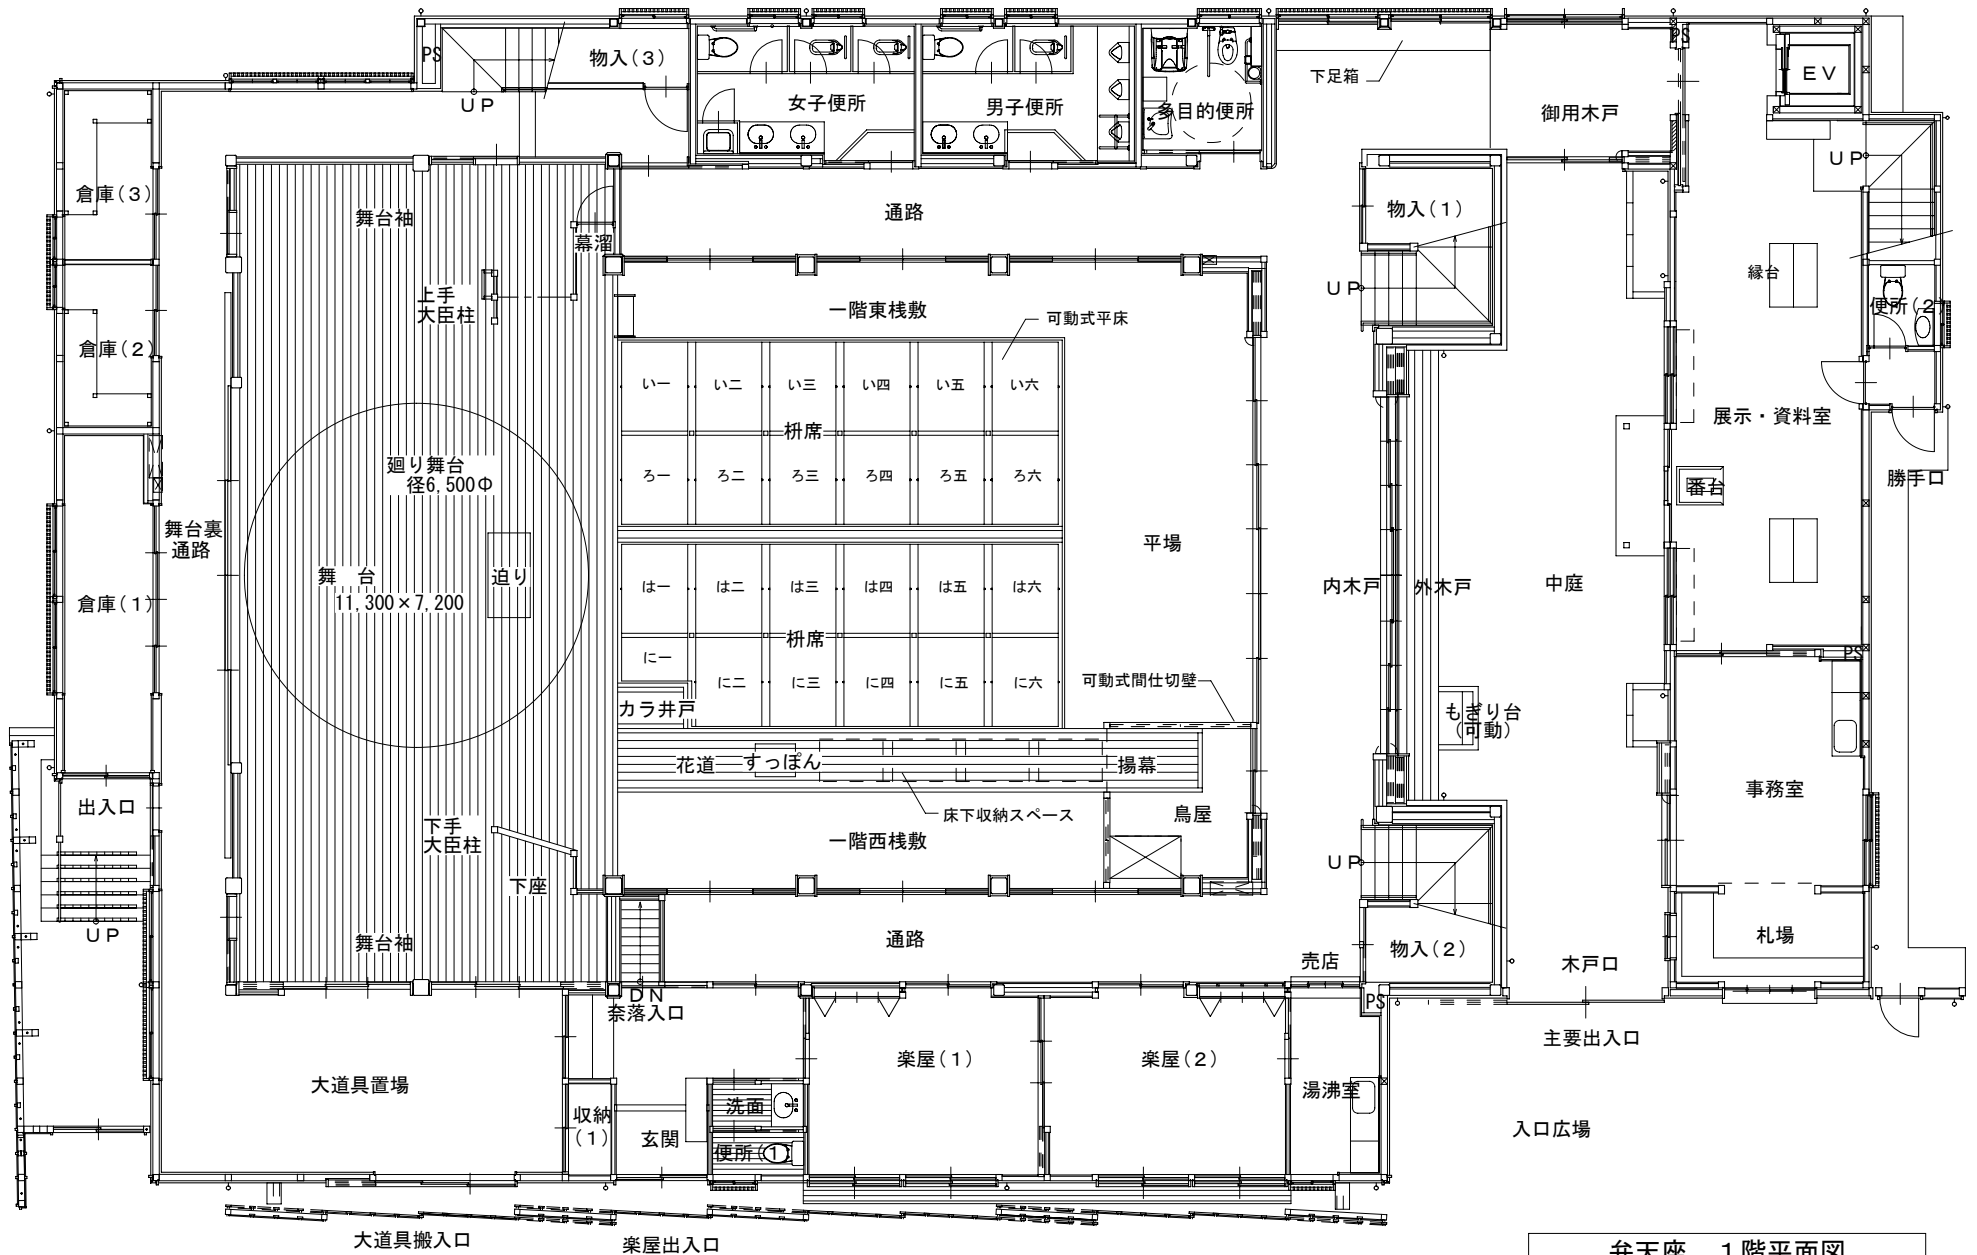 PS
UP
物入(3)
女子便所
男子便所
多目的便所
下足箱
御用木戸
PS
EV
UP
倉庫(3)
舞台袖
幕溜
通路
物入(1)
UP
縁台
便所(2)
上手
大臣柱
一階東桟敷
可動式平床
倉庫(2)
い一
い二
い三
い四
い五
い六
枡席
ろ一
ろ二
ろ三
ろ四
ろ五
ろ六
廻り舞台
径6,500Φ
展示・資料室
番台
勝手口
舞台裏
通路
舞 台
11,300×7,200
迫り
平場
内木戸
外木戸
中庭
倉庫(1)
は一
は二
は三
は四
は五
は六
枡席
に一
に二
に三
に四
に五
に六
可動式間仕切壁
PS
カラ井戸
もぎり台
(可動)
花道
すっぽん
揚幕
床下収納スペース
鳥屋
事務室
出入口
UP
下手
大臣柱
一階西桟敷
下座
UP
舞台袖
通路
売店
物入(2)
木戸口
札場
DN
奈落入口
PS
主要出入口
大道具置場
収納
(1)
玄関
洗面
便所(1)
楽屋(1)
楽屋(2)
湯沸室
入口広場
大道具搬入口
楽屋出入口
弁天座 1階平面図